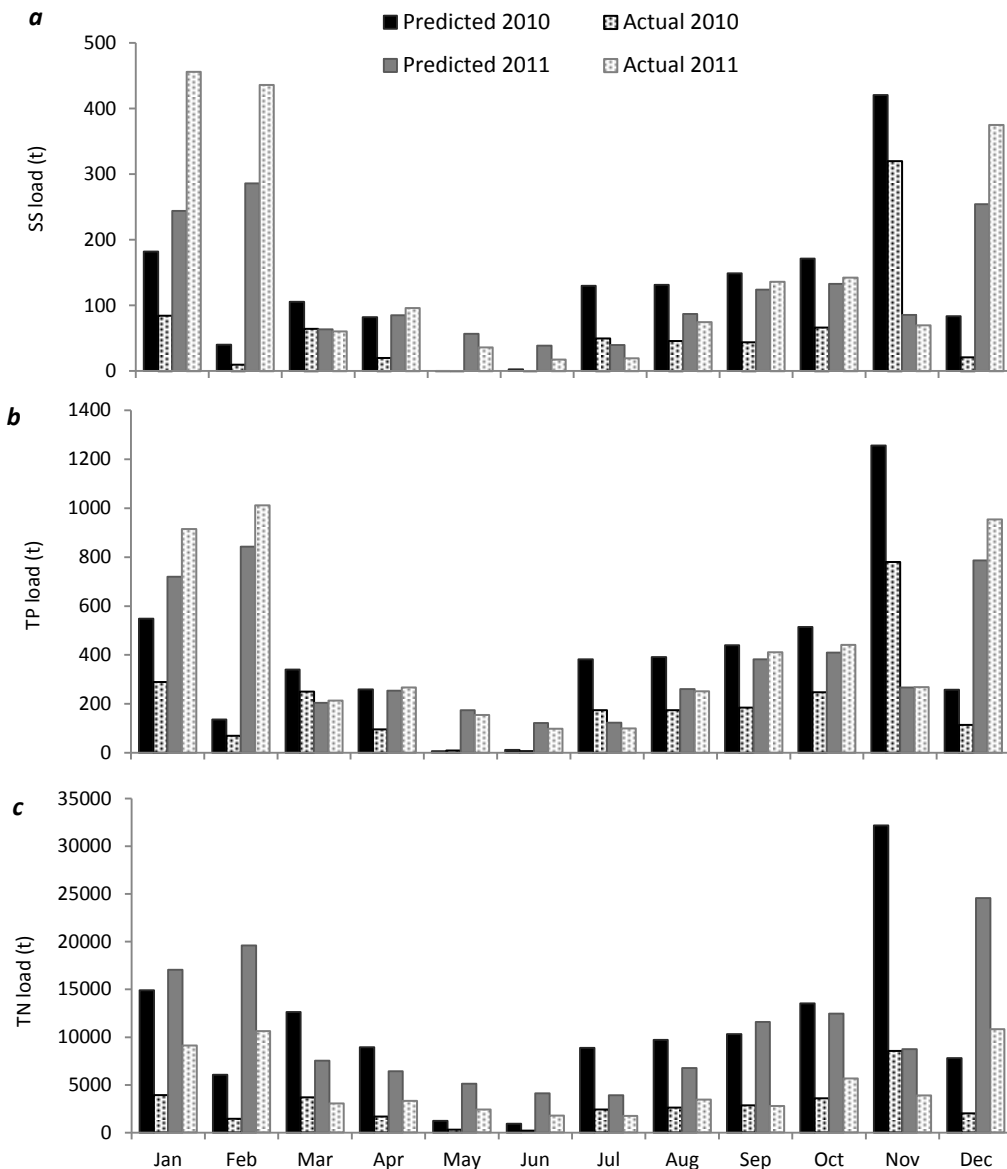 a
Predicted 2010 Actual 2010
Predicted 2011 Actual 2011
500
400
300
200
100
0
SS load (t)
b
1400
1200
1000
800
600
400
200
0
TP load (t)
c
35000
30000
25000
20000
15000
10000
5000
0
TN load (t)
Jan Feb Mar Apr May Jun Jul Aug Sep Oct Nov Dec